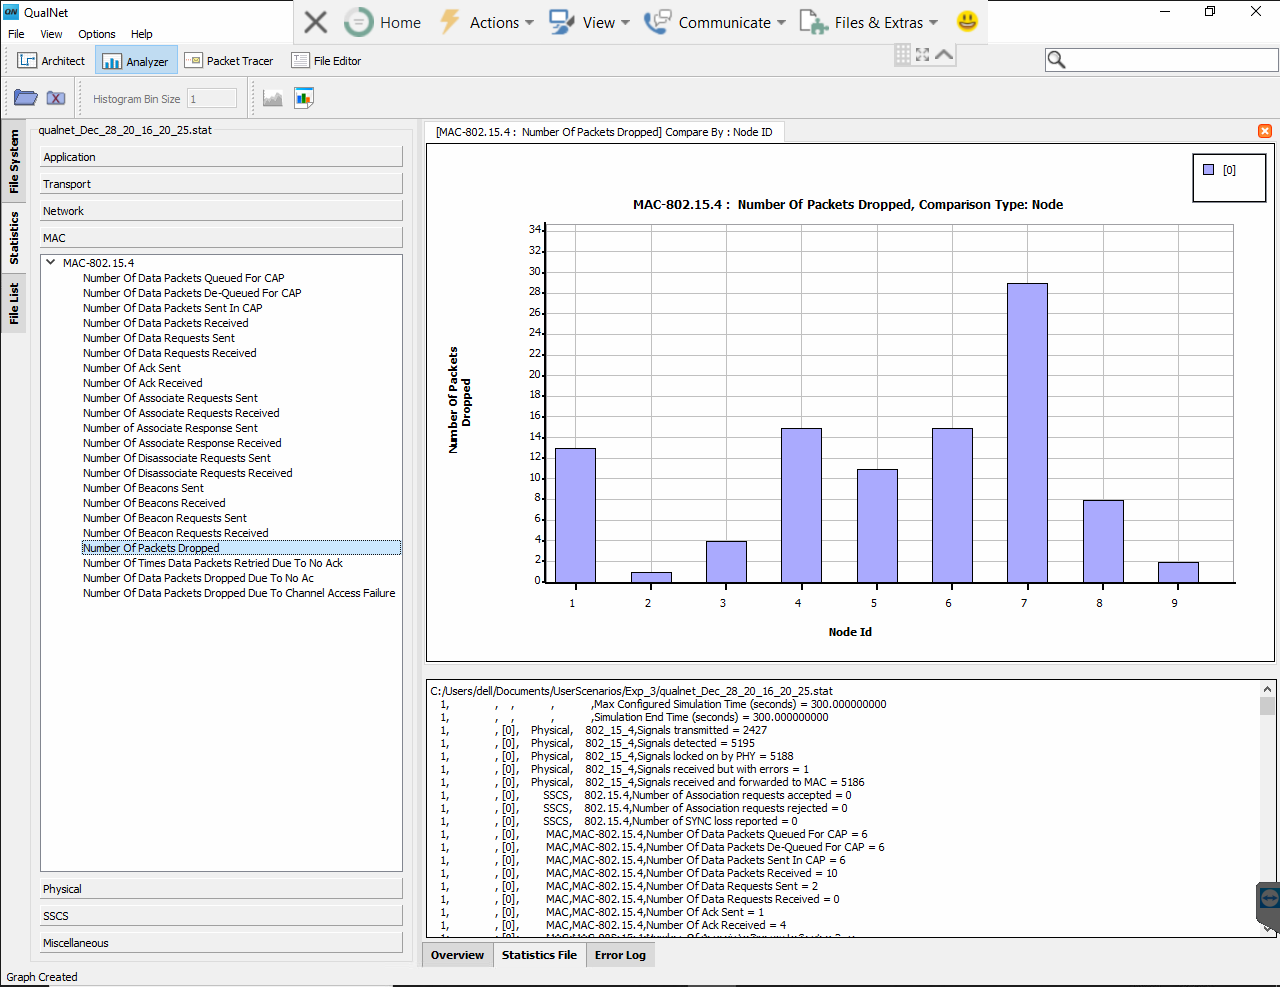 QN QualNet
Home Actions View Communicate Files & Extras
File View Options Help
Architect Analyzer Packet Tracer File Editor
Histogram Bin Size 1
File System
Statistics
File List
qualnet_Dec_28_20_16_20_25.stat
Application
Transport
Network
MAC
MAC-802.15.4
Number Of Data Packets Queued For CAP
Number Of Data Packets De-Queued For CAP
Number Of Data Packets Sent In CAP
Number Of Data Packets Received
Number Of Data Requests Sent
Number Of Data Requests Received
Number Of Ack Sent
Number Of Ack Received
Number Of Associate Requests Sent
Number Of Associate Requests Received
Number of Associate Response Sent
Number Of Associate Response Received
Number Of Disassociate Requests Sent
Number Of Disassociate Requests Received
Number Of Beacons Sent
Number Of Beacons Received
Number Of Beacon Requests Sent
Number Of Beacon Requests Received
Number Of Packets Dropped
Number Of Times Data Packets Retried Due To No Ack
Number Of Data Packets Dropped Due To No Ac
Number Of Data Packets Dropped Due To Channel Access Failure
Physical
SSCS
Miscellaneous
Graph Created
[MAC-802.15.4 : Number Of Packets Dropped] Compare By : Node ID
[0]
MAC-802.15.4 : Number Of Packets Dropped, Comparison Type: Node
Number Of Packets
Dropped
34
32
30
28
26
24
22
20
18
16
14
12
10
8
6
4
2
0
1 2 3 4 5 6 7 8 9
Node Id
C:/Users/dell/Documents/UserScenarios/Exp_3/qualnet_Dec_28_20_16_20_25.stat
1, , , , ,Max Configured Simulation Time (seconds) = 300.000000000
1, , , , ,Simulation End Time (seconds) = 300.000000000
1, , [0], Physical, 802_15_4,Signals transmitted = 2427
1, , [0], Physical, 802_15_4,Signals detected = 5195
1, , [0], Physical, 802_15_4,Signals locked on by PHY = 5188
1, , [0], Physical, 802_15_4,Signals received but with errors = 1
1, , [0], Physical, 802_15_4,Signals received and forwarded to MAC = 5186
1, , [0], SSCS, 802.15.4,Number of Association requests accepted = 0
1, , [0], SSCS, 802.15.4,Number of Association requests rejected = 0
1, , [0], SSCS, 802.15.4,Number of SYNC loss reported = 0
1, , [0], MAC,MAC-802.15.4,Number Of Data Packets Queued For CAP = 6
1, , [0], MAC,MAC-802.15.4,Number Of Data Packets De-Queued For CAP = 6
1, , [0], MAC,MAC-802.15.4,Number Of Data Packets Sent In CAP = 6
1, , [0], MAC,MAC-802.15.4,Number Of Data Packets Received = 10
1, , [0], MAC,MAC-802.15.4,Number Of Data Requests Sent = 2
1, , [0], MAC,MAC-802.15.4,Number Of Data Requests Received = 0
1, , [0], MAC,MAC-802.15.4,Number Of Ack Sent = 1
1, , [0], MAC,MAC-802.15.4,Number Of Ack Received = 4
Overview Statistics File Error Log